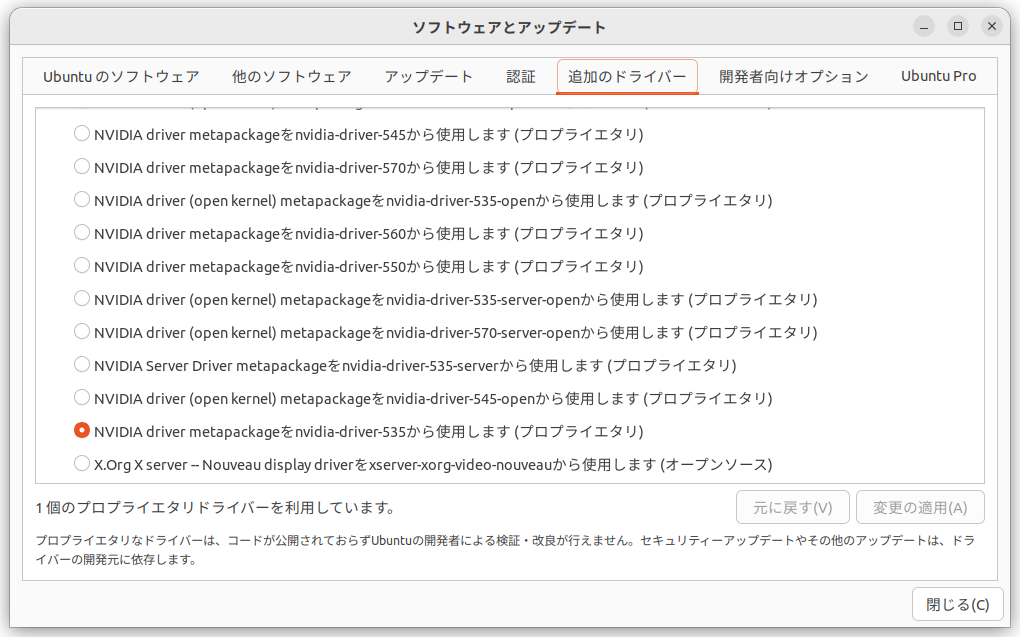 ソフトウェアとアップデート
Ubuntu のソフトウェア 他のソフトウェア アップデート 認証 追加のドライバー 開発者向けオプション Ubuntu Pro
NVIDIA driver metapackageをnvidia-driver-545から使用します (プロプライエタリ)
NVIDIA driver metapackageをnvidia-driver-570から使用します (プロプライエタリ)
NVIDIA driver (open kernel) metapackageをnvidia-driver-535-openから使用します (プロプライエタリ)
NVIDIA driver metapackageをnvidia-driver-560から使用します (プロプライエタリ)
NVIDIA driver metapackageをnvidia-driver-550から使用します (プロプライエタリ)
NVIDIA driver (open kernel) metapackageをnvidia-driver-535-server-openから使用します (プロプライエタリ)
NVIDIA driver (open kernel) metapackageをnvidia-driver-570-server-openから使用します (プロプライエタリ)
NVIDIA Server Driver metapackageをnvidia-driver-535-serverから使用します (プロプライエタリ)
NVIDIA driver (open kernel) metapackageをnvidia-driver-545-openから使用します (プロプライエタリ)
NVIDIA driver metapackageをnvidia-driver-535から使用します (プロプライエタリ)
X.Org X server -- Nouveau display driverをxserver-xorg-video-nouveauから使用します (オープンソース)
1 個のプロプライエタリドライバーを利用しています。 元に戻す(V) 変更の適用(A)
プロプライエタリなドライバーは、コードが公開されておらずUbuntuの開発者による検証・改良が行えません。セキュリティーアップデートやその他のアップデートは、ドラ
イバーの開発元に依存します。
閉じる(C)